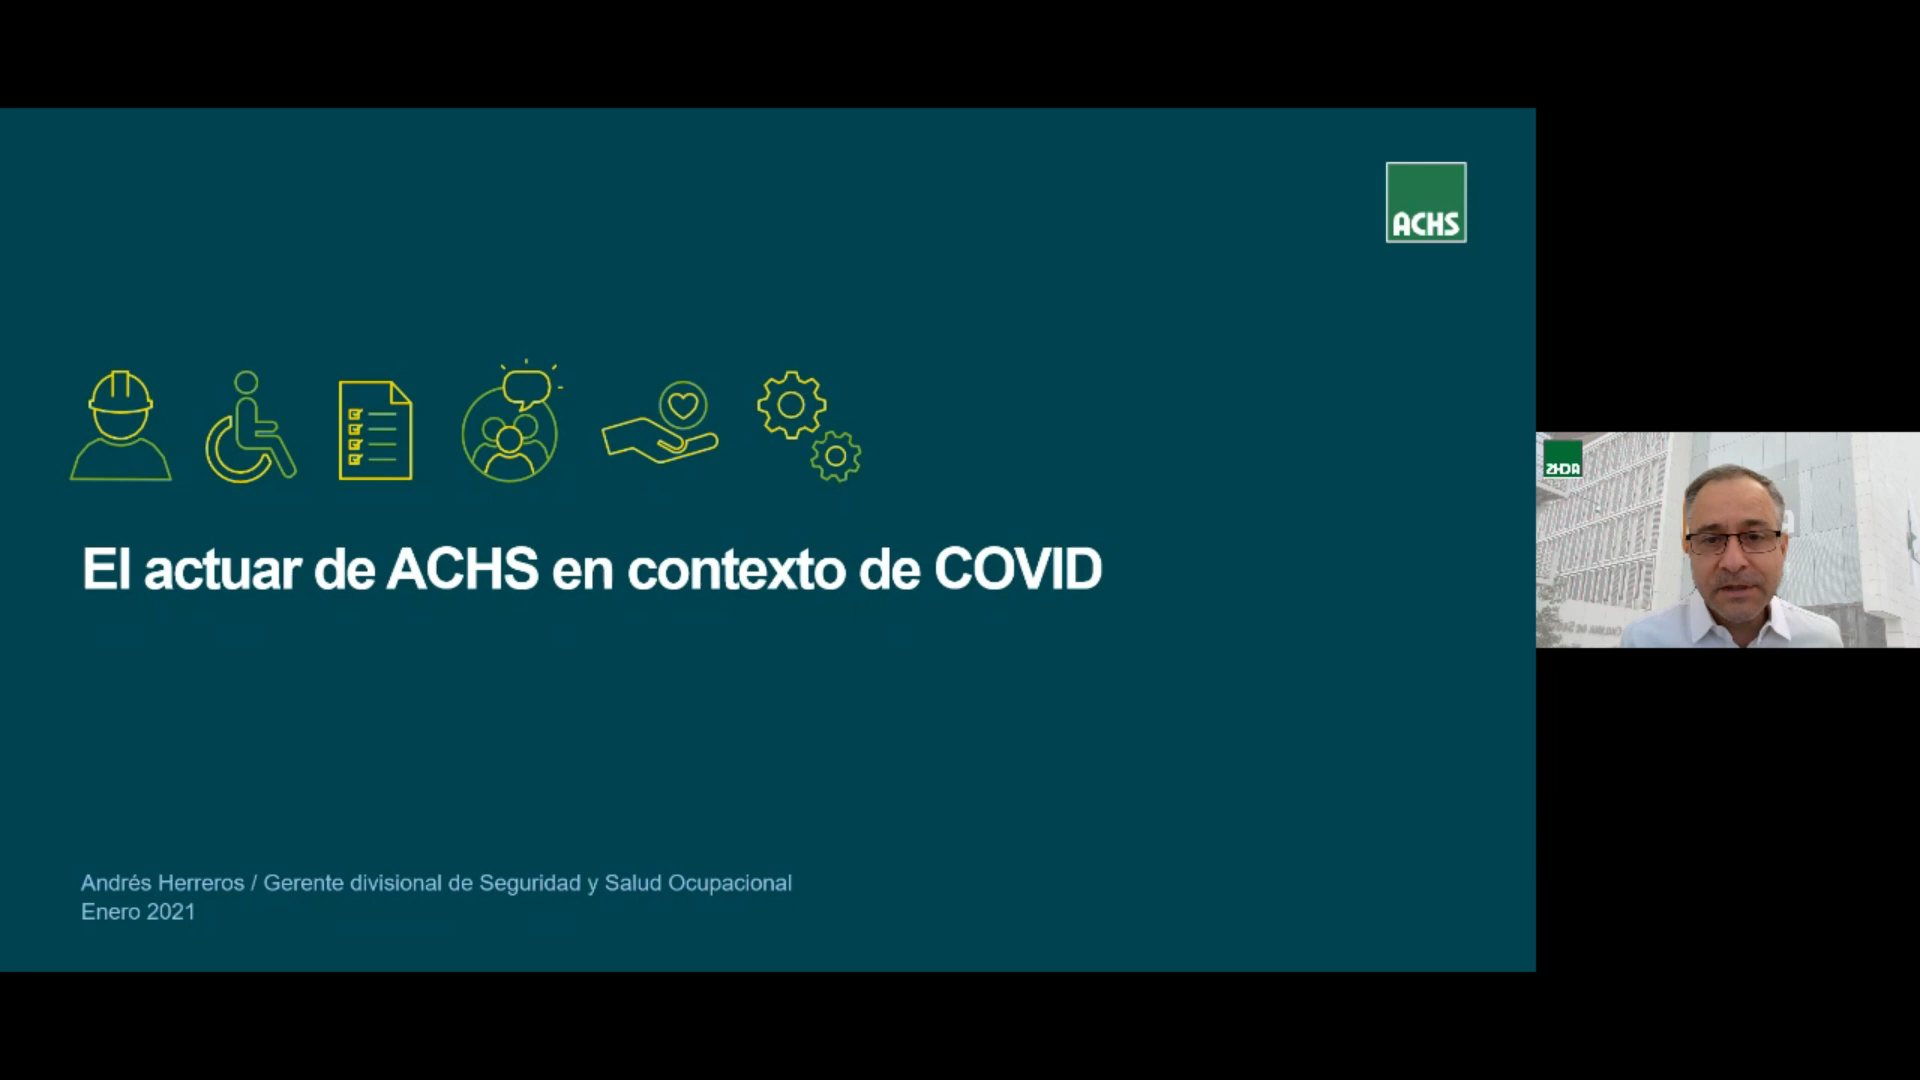 ACHS
El actuar de ACHS en contexto de COVID
Andrés Herreros / Gerente divisional de Seguridad y Salud Ocupacional
Enero 2021